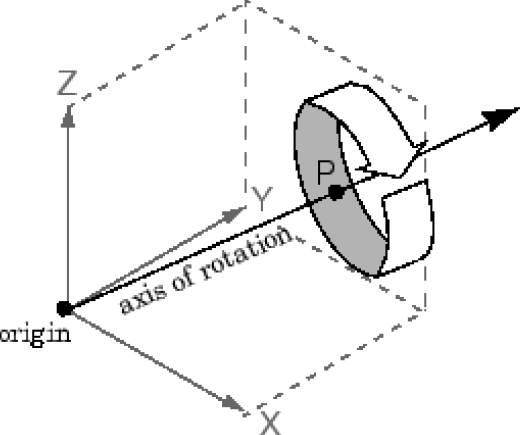 Z
P
Y
axis of rotation
origin
X